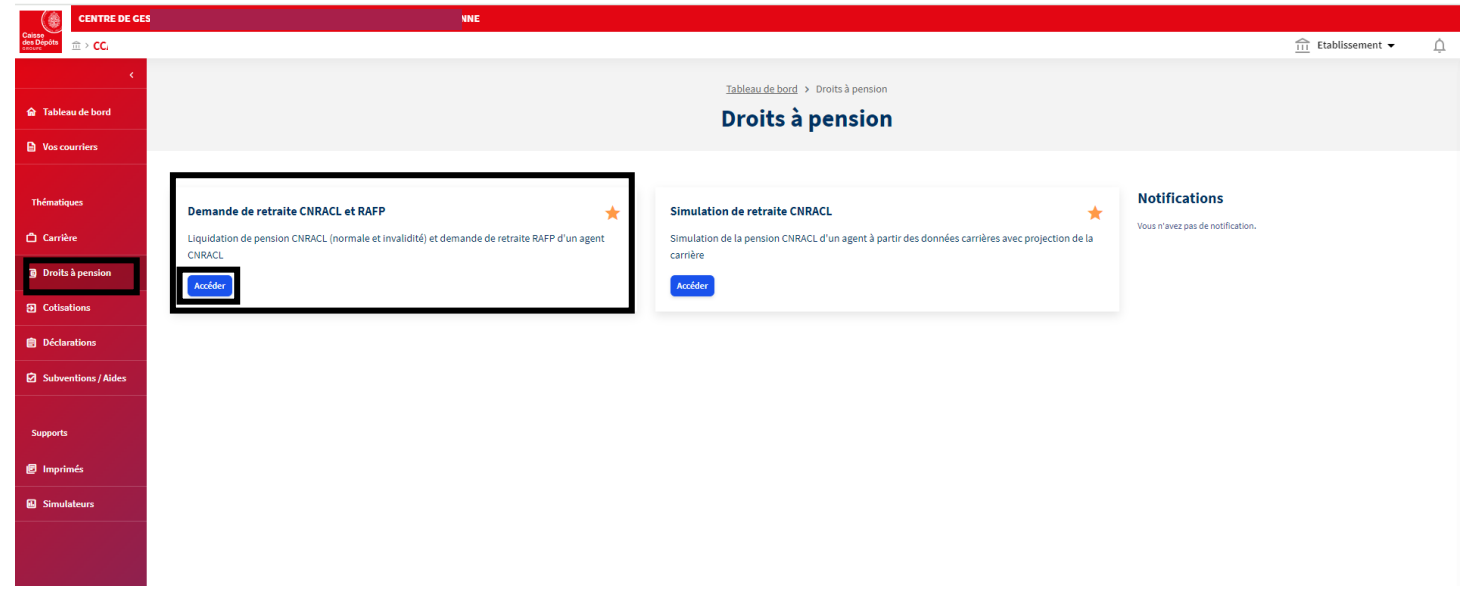 CENTRE DE GES
NNE
Caisse
des Dépôts
GROUPE
> CC
Etablissement
Tableau de bord
Vos courriers
Thématiques
Carrière
Droits à pension
Cotisations
Déclarations
Subventions / Aides
Supports
Imprimés
Simulateurs
Tableau de bord > Droits à pension
Droits à pension
Demande de retraite CNRACL et RAFP
Liquidation de pension CNRACL (normale et invalidité) et demande de retraite RAFP d'un agent
CNRACL
Accéder
Simulation de retraite CNRACL
Simulation de la pension CNRACL d'un agent à partir des données carrières avec projection de la
carrière
Accéder
Notifications
Vous n'avez pas de notification.